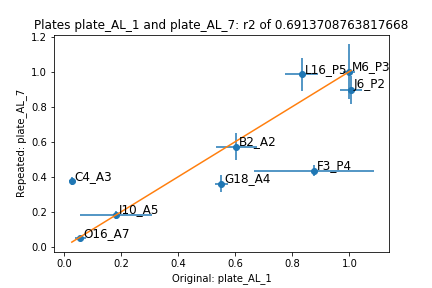 Plates plate_AL_1 and plate_AL_7: r2 of 0.6913708763817668
1.2
1.0
0.8
0.6
0.4
0.2
0.0
Repeated: plate_AL_7
L16_P5
M6_P3
J6_P2
B2_A2
F3_P4
C4_A3
G18_A4
I10_A5
O16_A7
0.0 0.2 0.4 0.6 0.8 1.0
Original: plate_AL_1